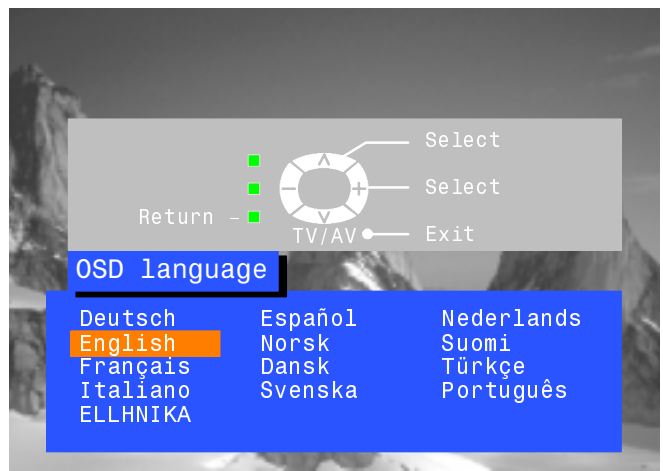 Select
Select
Return
TV/AV
Exit
OSD language
Deutsch Español Nederlands
English Norsk Suomi
Français Dansk Türkçe
Italiano Svenska Português
ELLHNIKA